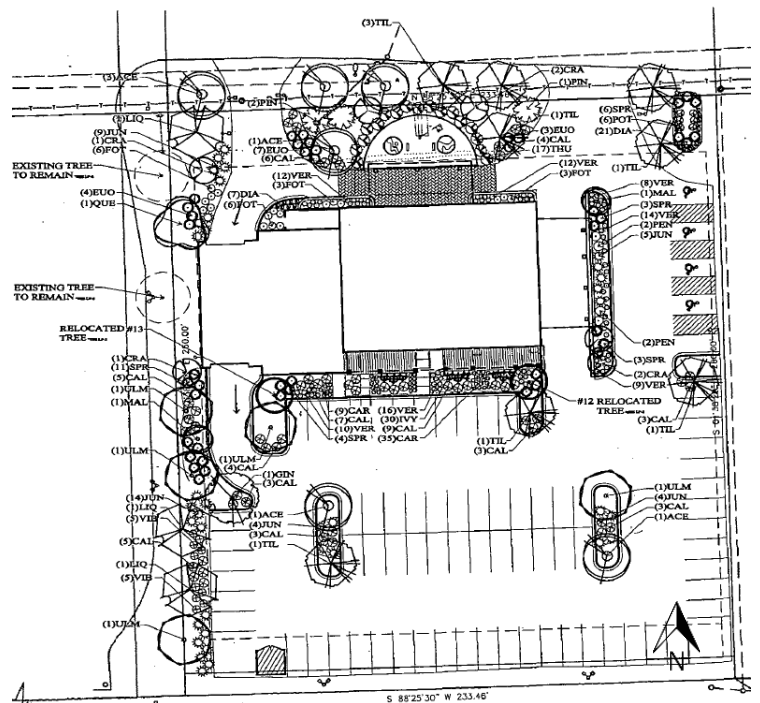 (3)TIL
(3)ACE
(2)CRA
(1)PIN
(2)PIN
(2)LIQ
(9)JUN
(1)CRA
(6)FOT
(1)TIL
(6)SPR
(6)POT
(21)DIA
(1)ACE
(7)EUO
(6)CAL
(3)EUO
(4)CAL
(17)THU
EXISTING TREE
TO REMAIN
(1)TIL
(12)VER
(3)FOT
(12)VER
(3)FOT
(4)EUO
(1)QUE
(7)DIA
(6)FOT
(8)VER
(1)MAL
(3)SPR
(14)VER
(2)PEN
(5)JUN
EXISTING TREE
TO REMAIN
RELOCATED #13
TREE
260.00'
(2)PEN
(3)SPR
(2)CRA
(9)VER
(1)CRA
(11)SPR
(5)CAL
(1)ULM
(1)MAL
#12 RELOCATED
TREE
(9)CAR
(7)CAL
(10)VER
(4)SPR
(16)VER
(30)IVY
(9)CAL
(35)CAR
(3)CAL
(1)TIL
(1)TIL
(3)CAL
(1)ULM
(1)ULM
(4)CAL
(1)GIN
(3)CAL
(14)JUN
(1)LIQ
(5)VIB
(5)CAL
(1)LIQ
(5)VIB
(1)ULM
(1)ACE
(4)JUN
(3)CAL
(1)TIL
(1)ULM
(4)JUN
(3)CAL
(1)ACE
N
S 88°25'30" W 233.46'